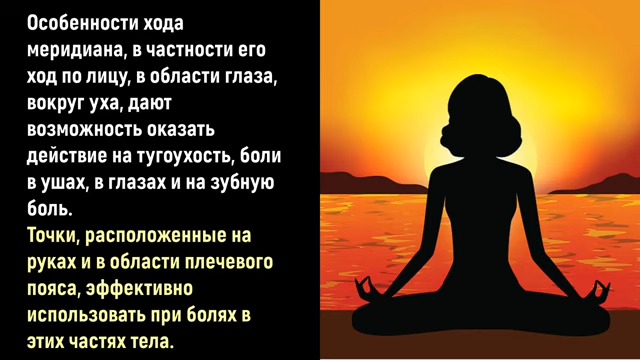 Особенности хода
меридиана, в частности его
ход по лицу, в области глаза,
вокруг уха, дают
возможность оказать
действие на тугоухость, боли
в ушах, в глазах и на зубную
боль.
Точки, расположенные на
руках и в области плечевого
пояса, эффективно
использовать при болях в
этих частях тела.